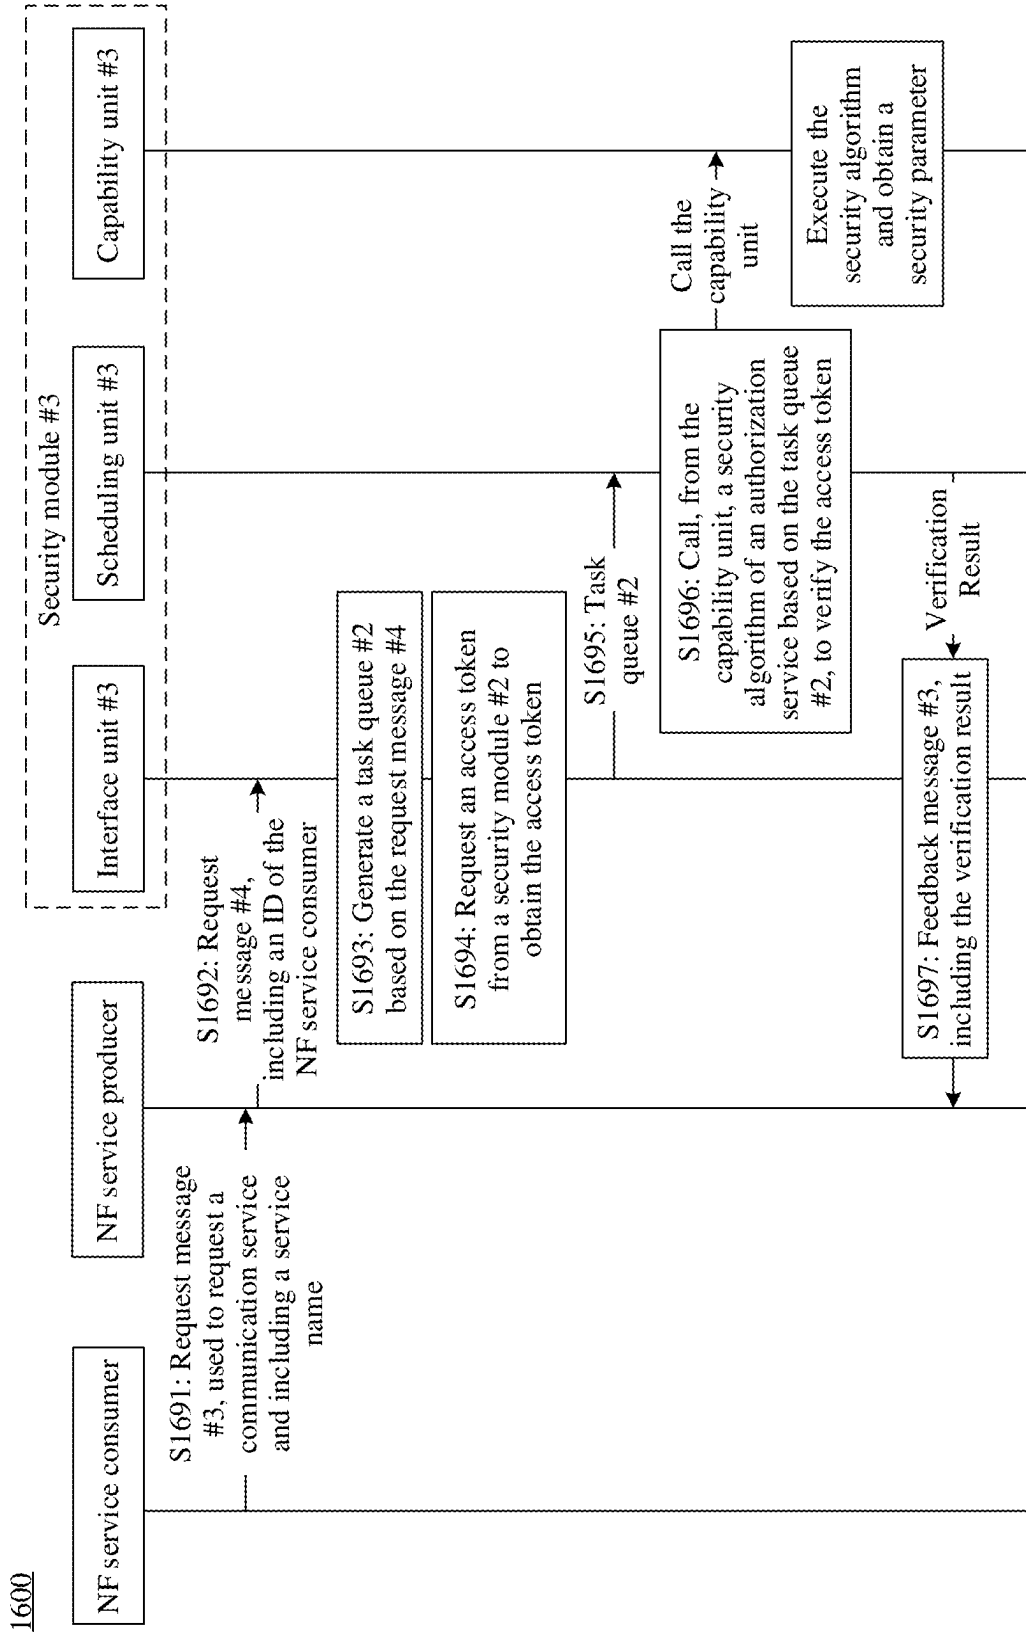 1600
Security module #3
NF service consumer
NF service producer
Interface unit #3
Scheduling unit #3
Capability unit #3
S1691: Request message
#3, used to request a
communication service
and including a service
name
S1692: Request
message #4,
including an ID of the
NF service consumer
S1693: Generate a task queue #2
based on the request message #4
S1694: Request an access token
from a security module #2 to
obtain the access token
S1695: Task
queue #2
S1696: Call, from the
capability unit, a security
algorithm of an authorization
service based on the task queue
#2, to verify the access token
Call the
capability
unit
Execute the
security algorithm
and obtain a
security parameter
Verification
Result
S1697: Feedback message #3,
including the verification result